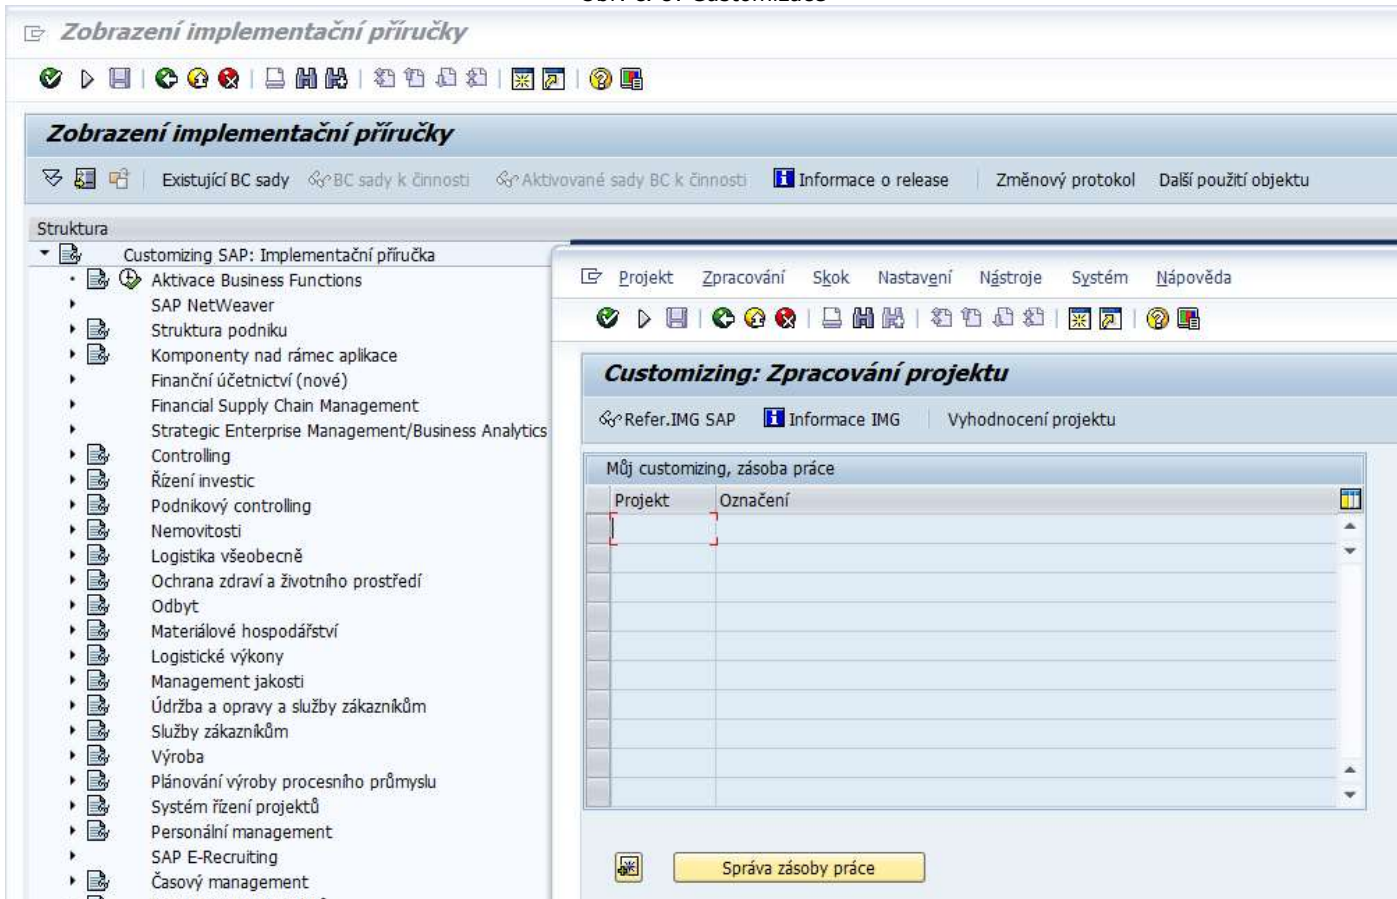 Zobrazení implementační příručky
Zobrazení implementační příručky
Existující BC sady BC sady k činnosti Aktivované sady BC k činnosti Informace o release Změnový protokol Další použití objektu
Struktura
Customizing SAP: Implementační příručka
Aktivace Business Functions
SAP NetWeaver
Struktura podniku
Komponenty nad rámec aplikace
Finanční účetnictví (nové)
Financial Supply Chain Management
Strategic Enterprise Management/Business Analytics
Controlling
Řízení investic
Podnikový controlling
Nemovitosti
Logistika všeobecně
Ochrana zdraví a životního prostředí
Odbyt
Materiálové hospodářství
Logistické výkony
Management jakosti
Údržba a opravy a služby zákazníkům
Služby zákazníkům
Výroba
Plánování výroby procesního průmyslu
Systém řízení projektů
Personální management
SAP E-Recruiting
Časový management
Projekt Zpracování Skok Nastavení Nástroje Systém Nápověda
Customizing: Zpracování projektu
Refer.IMG SAP Informace IMG Vyhodnocení projektu
Můj customizing, zásoba práce
Projekt Označení
Správa zásoby práce